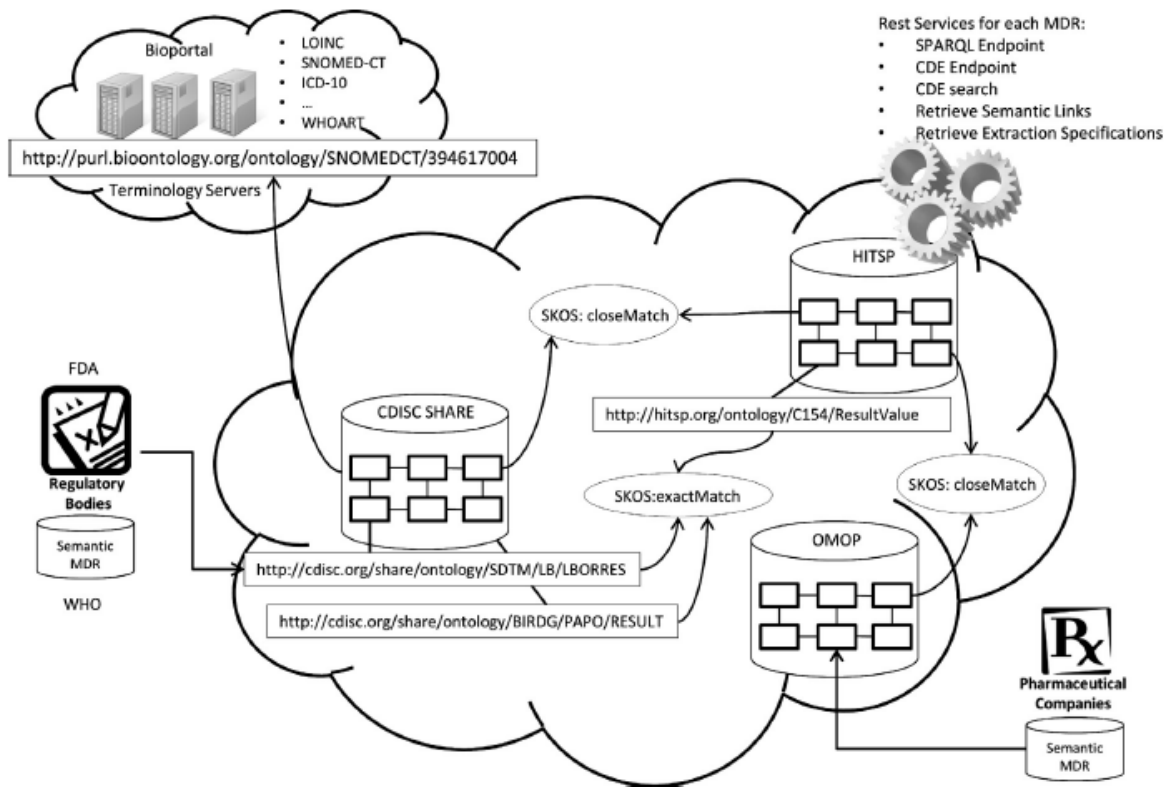 Bioportal
• LOINC
• SNOMED-CT
• ICD-10
• ...
• WHOART
http://purl.bioontology.org/ontology/SNOMEDCT/394617004
Terminology Servers
Rest Services for each MDR:
• SPARQL Endpoint
• CDE Endpoint
• CDE search
• Retrieve Semantic Links
• Retrieve Extraction Specifications
HITSP
SKOS: closeMatch
http://hitsp.org/ontology/C154/ResultValue
CDISC SHARE
SKOS:exactMatch
SKOS: closeMatch
FDA
Regulatory
Bodies
Semantic
MDR
WHO
http://cdisc.org/share/ontology/SDTM/LB/LBORRES
http://cdisc.org/share/ontology/BIRDG/PAPO/RESULT
OMOP
Rx
Pharmaceutical
Companies
Semantic
MDR